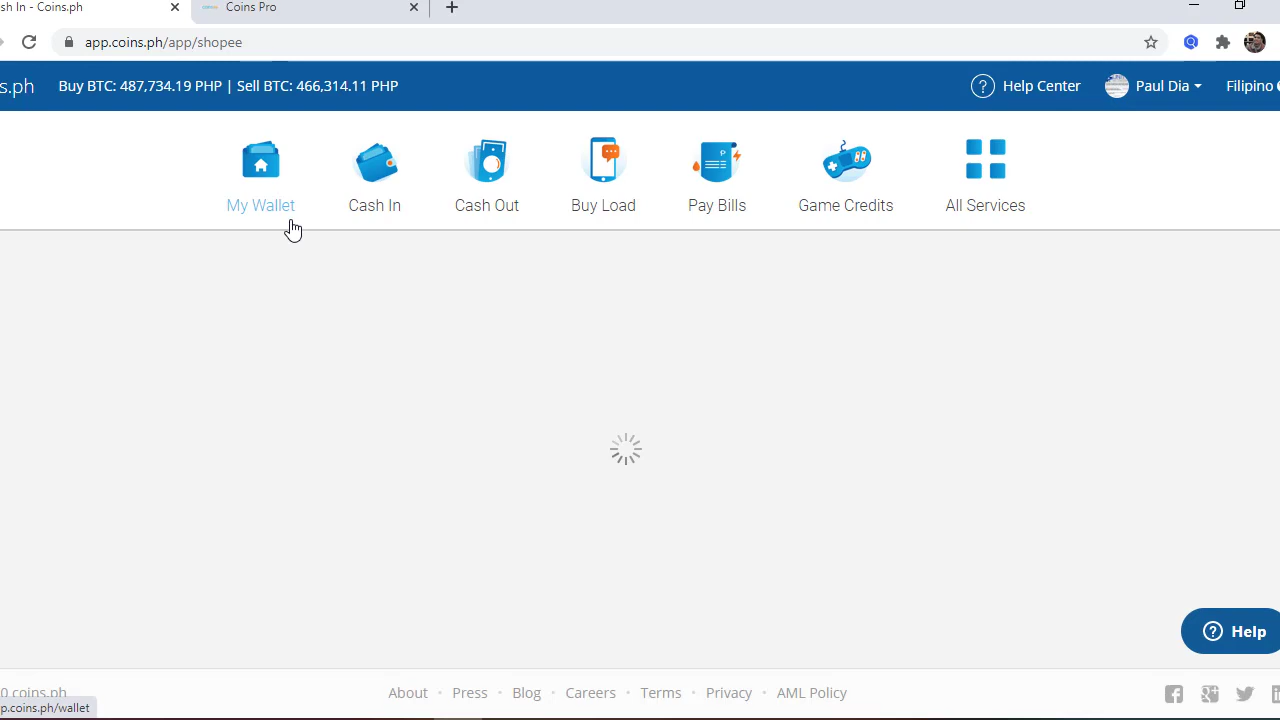 sh In - Coins.ph
Coins Pro
app.coins.ph/app/shopee
s.ph
Buy BTC: 487,734.19 PHP | Sell BTC: 466,314.11 PHP
Help Center
Paul Dia
Filipino
My Wallet
Cash In
Cash Out
Buy Load
Pay Bills
Game Credits
All Services
Help
0 coins.ph
About • Press • Blog • Careers • Terms • Privacy • AML Policy
p.coins.ph/wallet